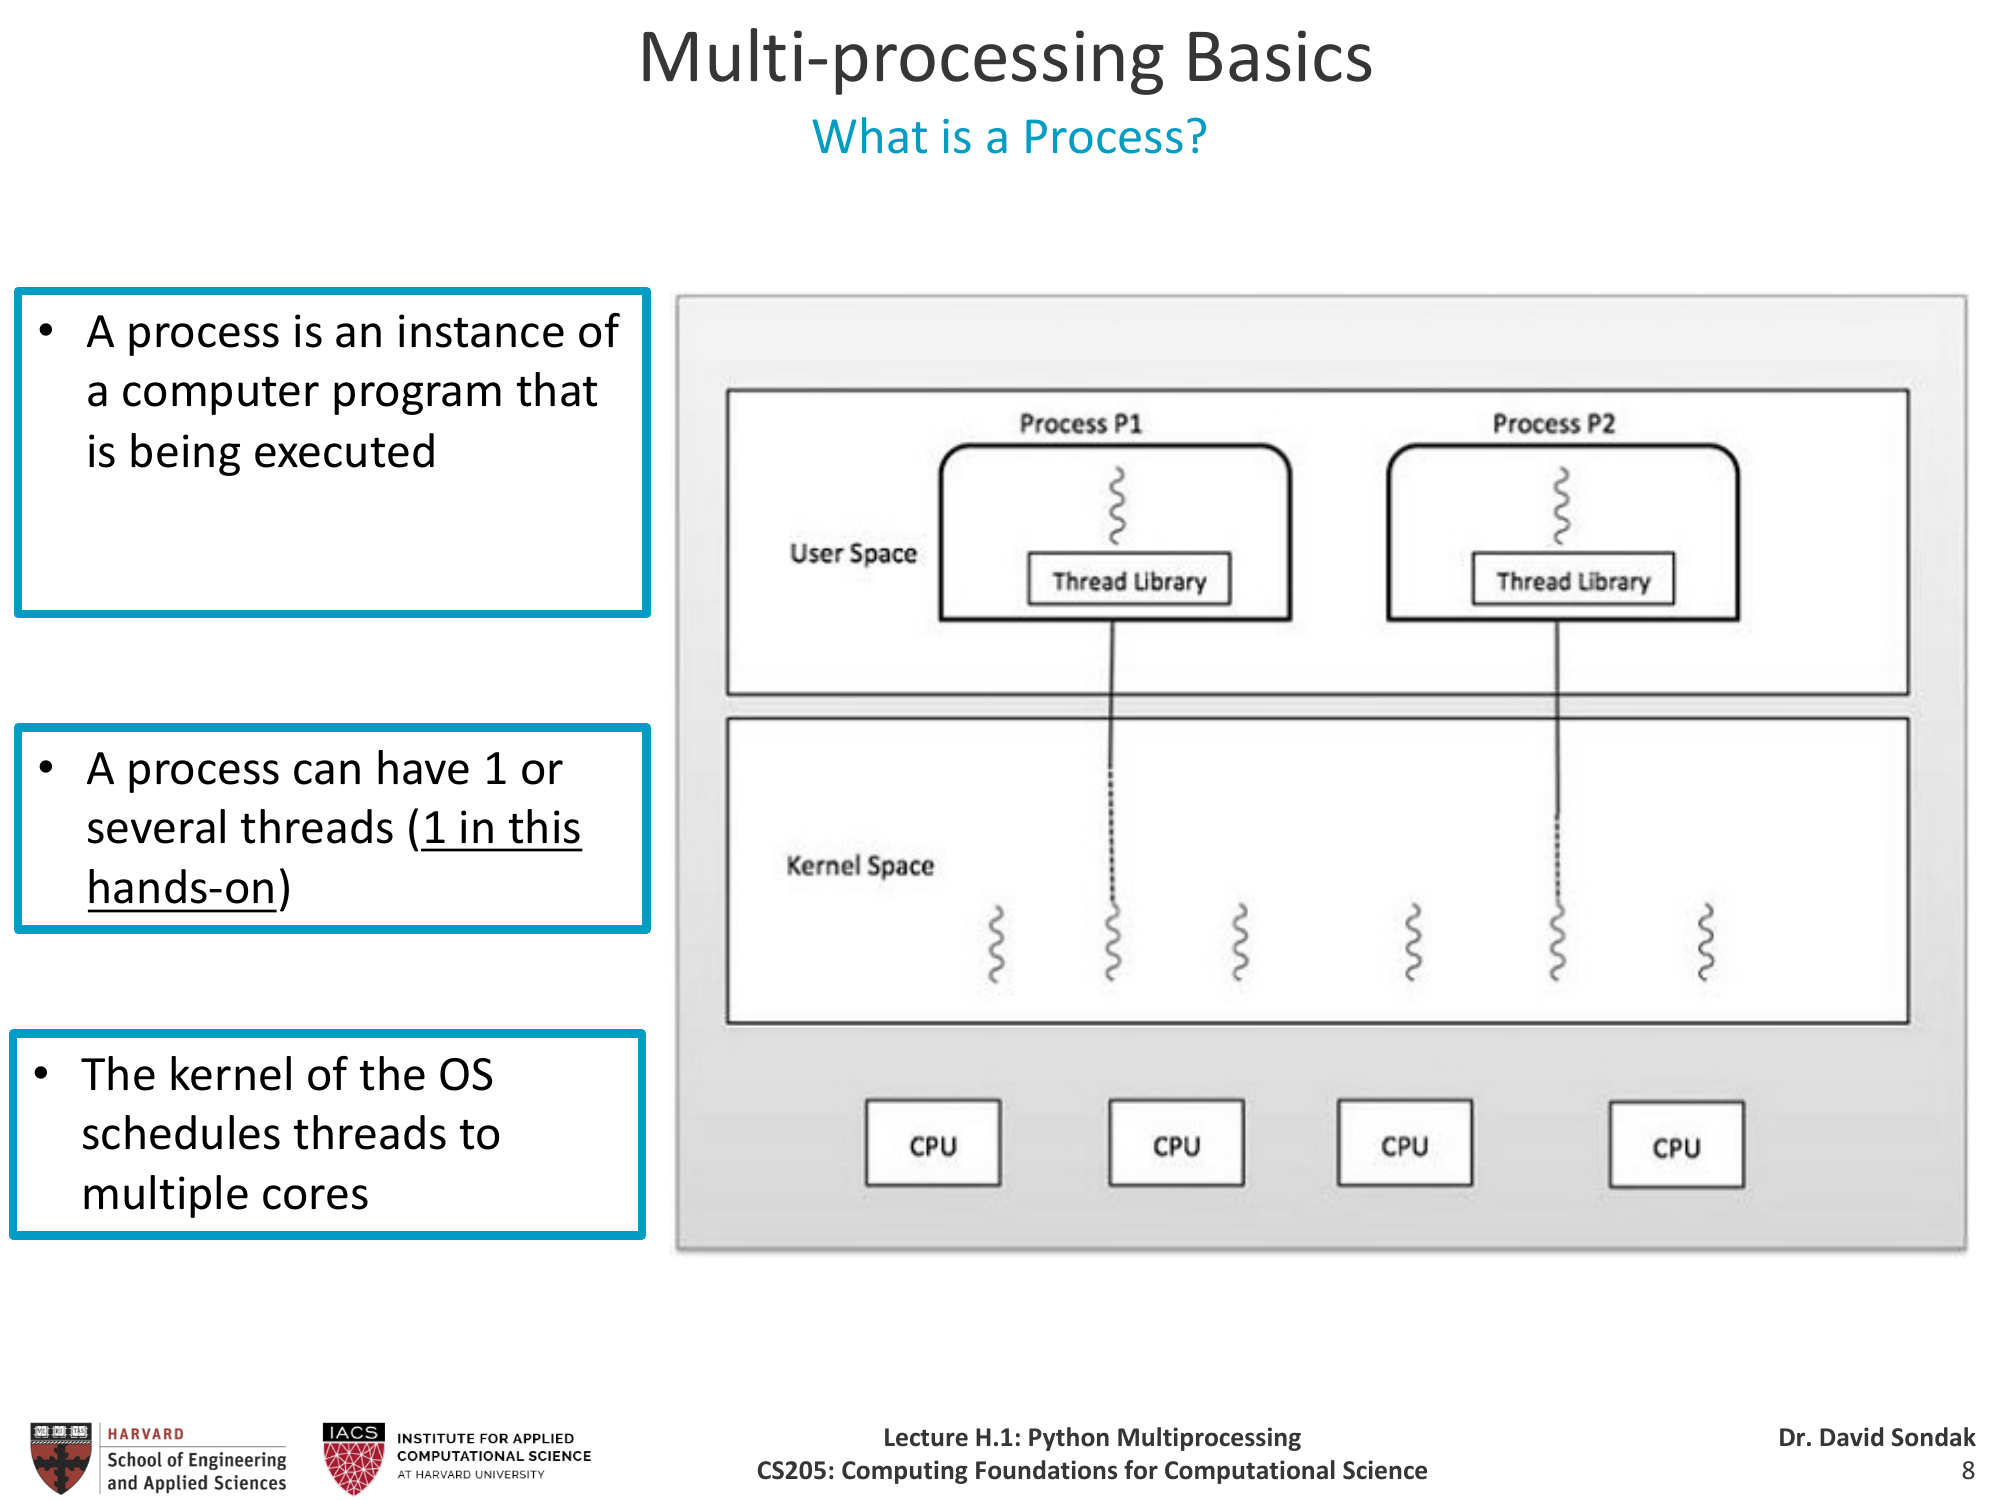 Multi-processing Basics
What is a Process?
• A process is an instance of
a computer program that
is being executed
• A process can have 1 or
several threads (1 in this
hands-on)
• The kernel of the OS
schedules threads to
multiple cores
Process P1
Process P2
User Space
Thread Library
Thread Library
Kernel Space
CPU
CPU
CPU
CPU
HARVARD
School of Engineering
and Applied Sciences
IACS
INSTITUTE FOR APPLIED
COMPUTATIONAL SCIENCE
AT HARVARD UNIVERSITY
Lecture H.1: Python Multiprocessing
CS205: Computing Foundations for Computational Science
Dr. David Sondak
8